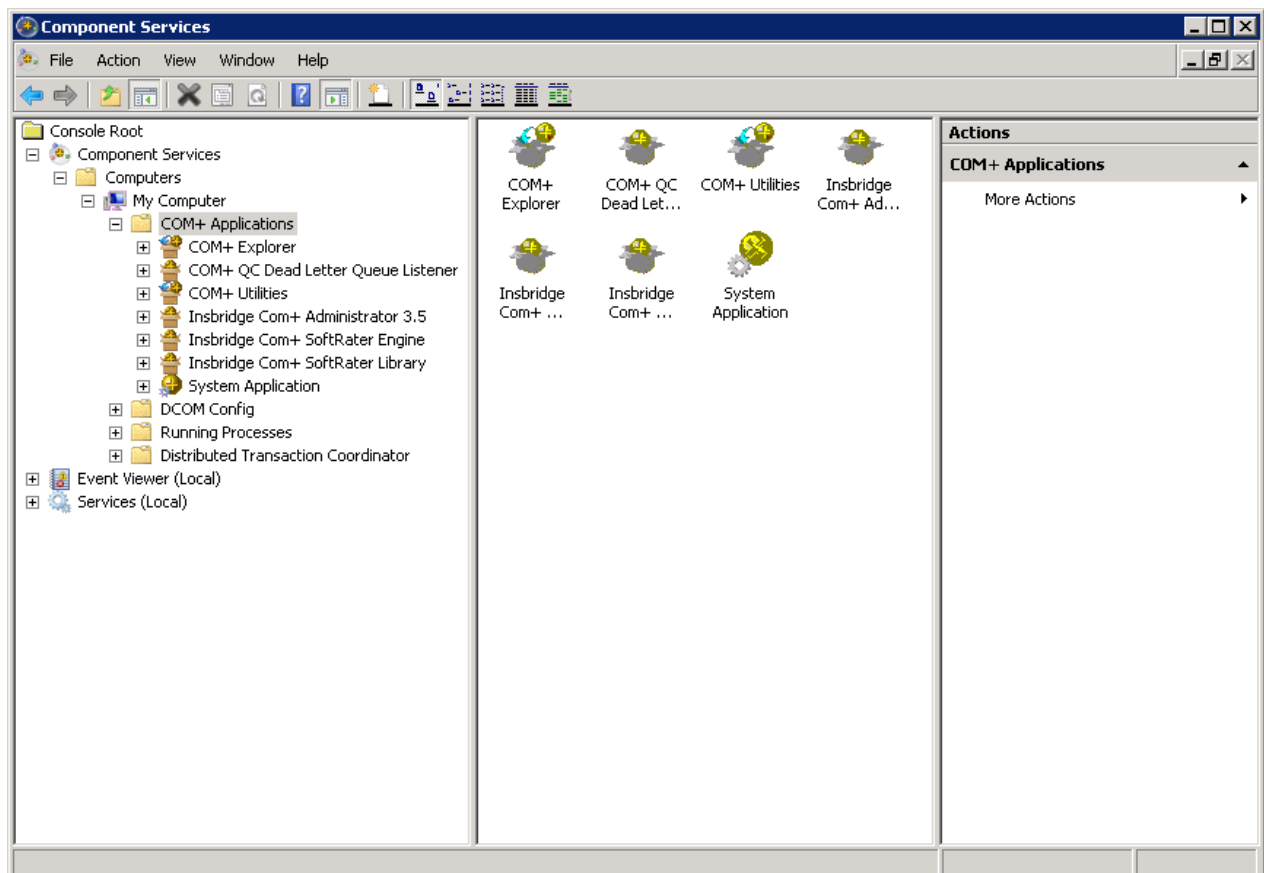 Component Services
File Action View Window Help
Console Root
Component Services
Computers
My Computer
COM+ Applications
COM+ Explorer
COM+ QC Dead Letter Queue Listener
COM+ Utilities
Insbridge Com+ Administrator 3.5
Insbridge Com+ SoftRater Engine
Insbridge Com+ SoftRater Library
System Application
DCOM Config
Running Processes
Distributed Transaction Coordinator
Event Viewer (Local)
Services (Local)
COM+
Explorer
COM+ QC
Dead Let...
COM+ Utilities
Insbridge
Com+ Ad...
Insbridge
Com+ ...
Insbridge
Com+ ...
System
Application
Actions
COM+ Applications
More Actions